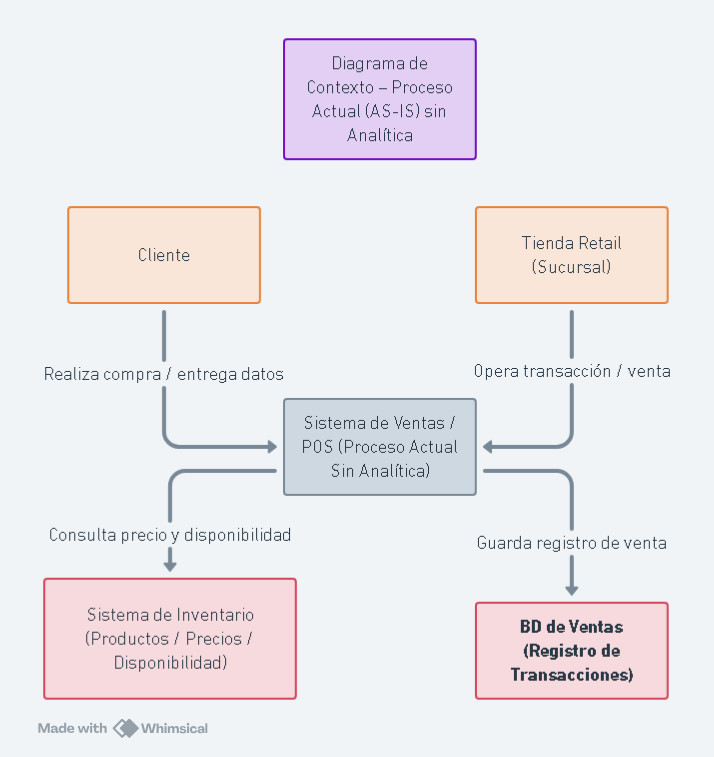 Diagrama de
Contexto – Proceso
Actual (AS-IS) sin
Analítica
Cliente
Tienda Retail
(Sucursal)
Realiza compra / entrega datos
Opera transacción / venta
Sistema de Ventas /
POS (Proceso Actual
Sin Analítica)
Consulta precio y disponibilidad
Guarda registro de venta
Sistema de Inventario
(Productos / Precios /
Disponibilidad)
BD de Ventas
(Registro de
Transacciones)
Made with Whimsical